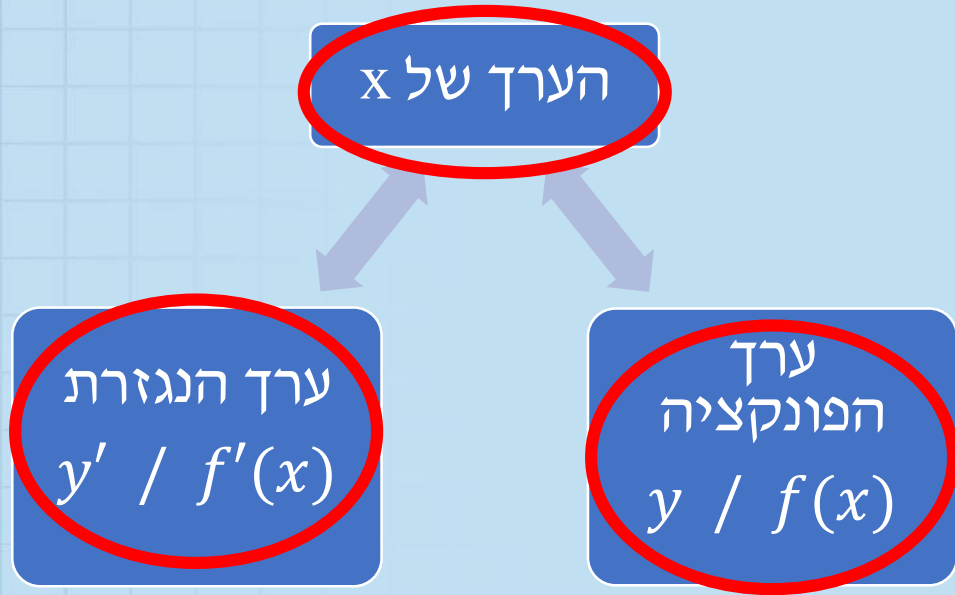 הערך של x
ערך
הפונקציה
y / f(x)
ערך הנגזרת
y′ / f′(x)